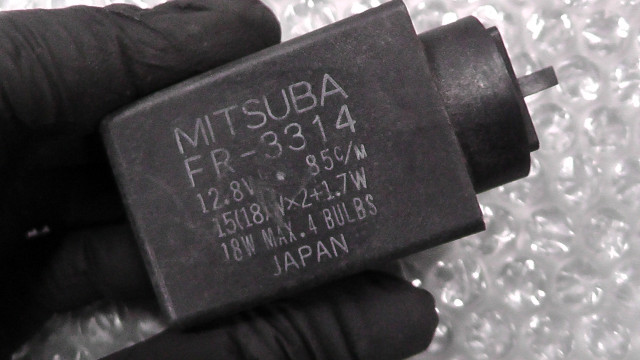 MITSUBA
FR-3314
12.8V 85c/M
15(18)W×2+1.7W
18W MAX.4 BULBS
JAPAN